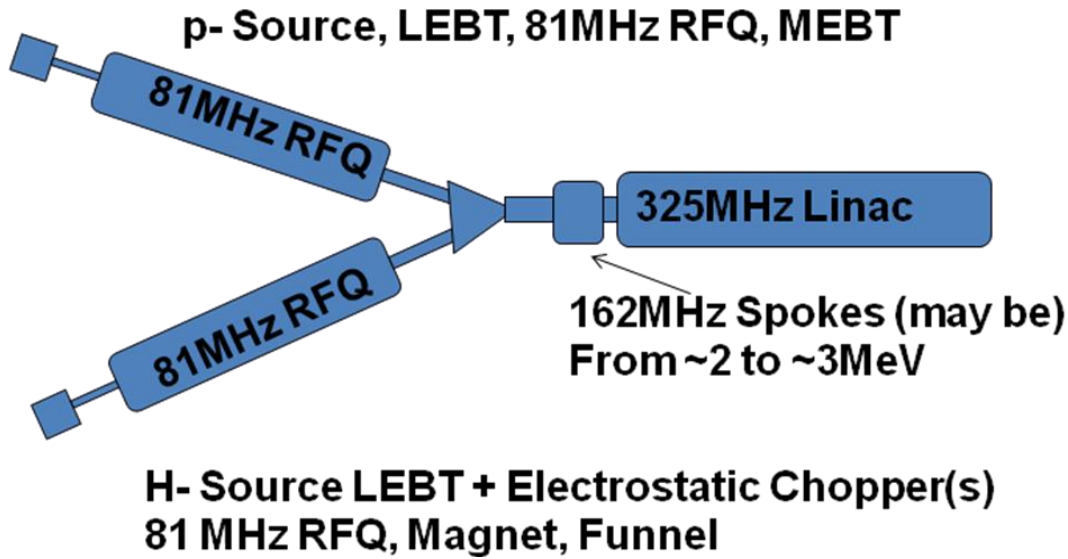 p- Source, LEBT, 81MHz RFQ, MEBT
81MHz RFQ
325MHz Linac
81MHz RFQ
162MHz Spokes (may be)
From ~2 to ~3MeV
H- Source LEBT + Electrostatic Chopper(s)
81 MHz RFQ, Magnet, Funnel